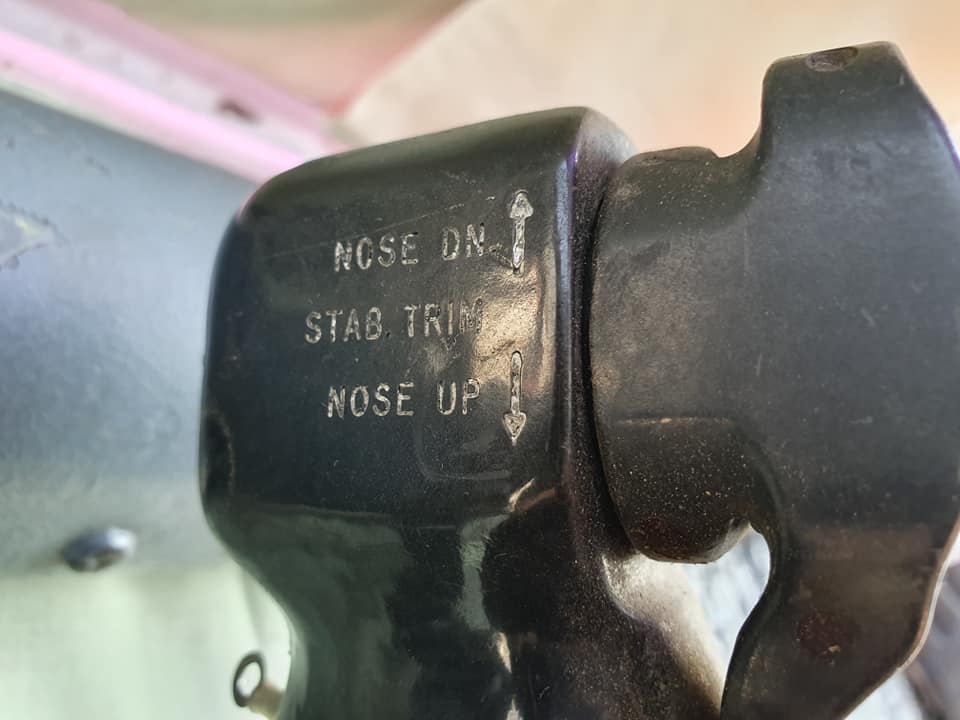 NOSE DN
STAB. TRIM
NOSE UP